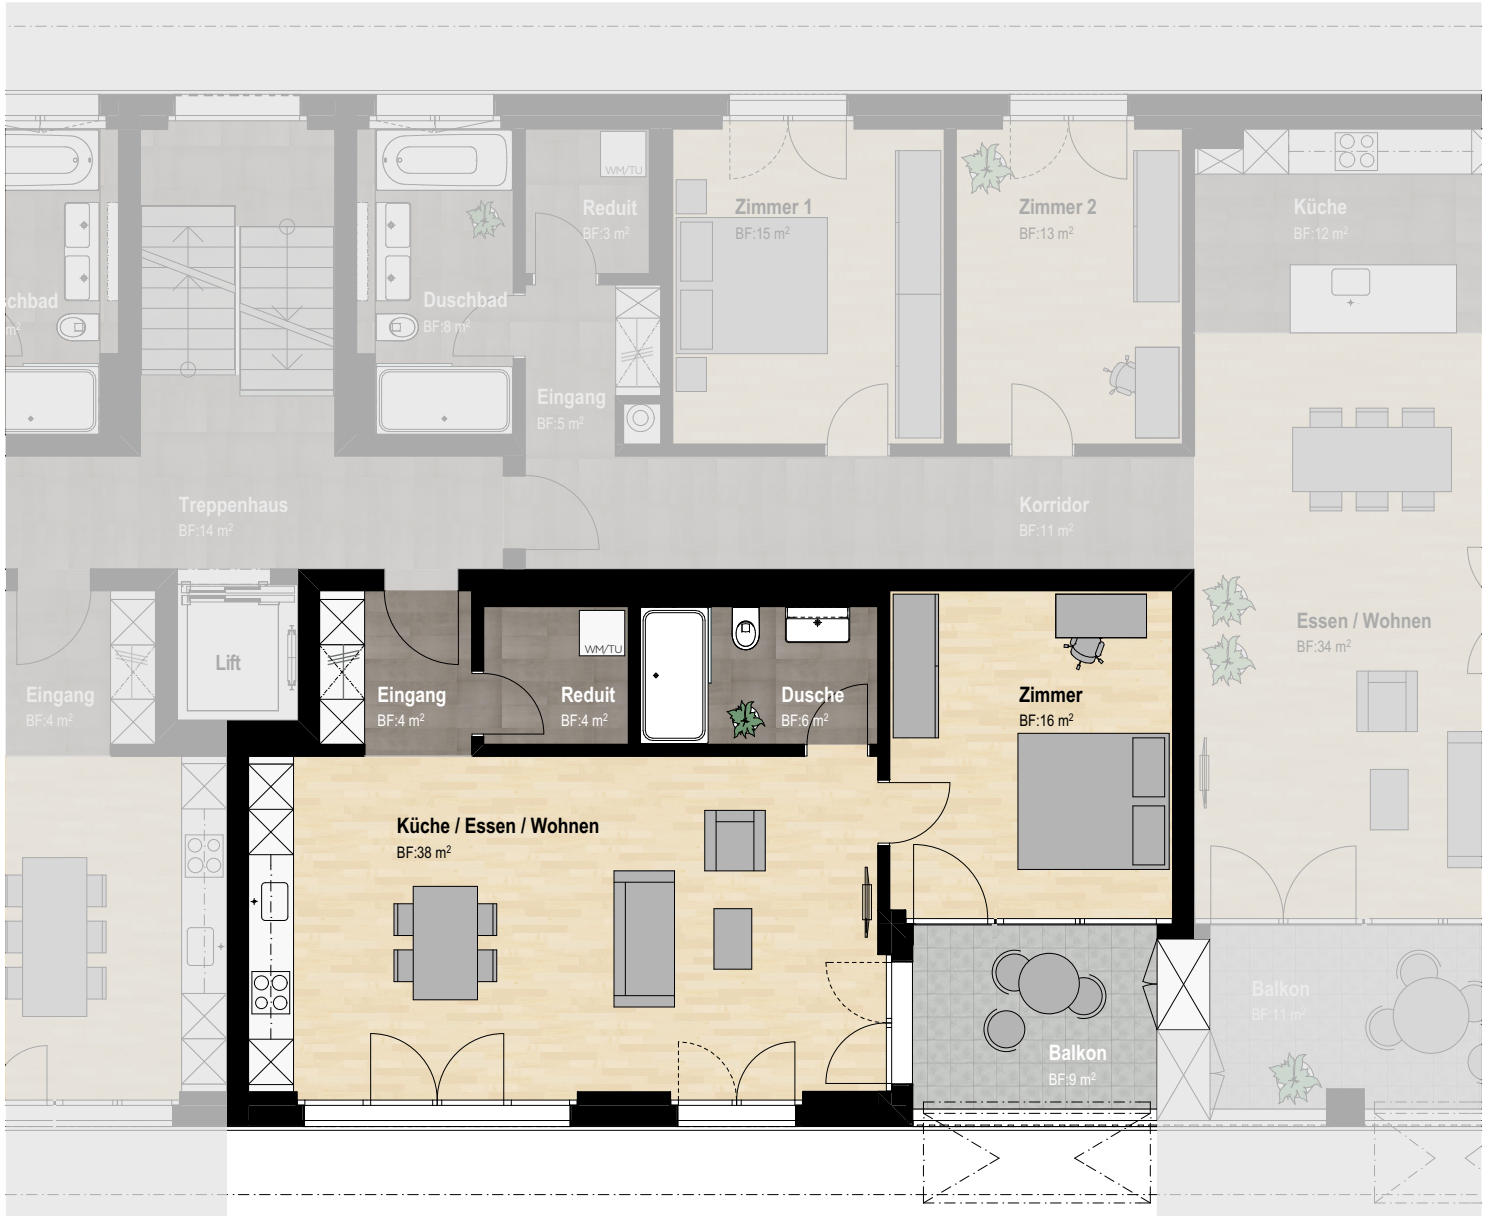 WM/TU
Reduit
BF:3 m²
Zimmer 1
BF:15 m²
Zimmer 2
BF:13 m²
Küche
BF:12 m²
schbad
m²
Duschbad
BF:8 m²
Eingang
BF:5 m²
Treppenhaus
BF:14 m²
Korridor
BF:11 m²
Essen / Wohnen
BF:34 m²
Lift
Eingang
BF:4 m²
Eingang
BF:4 m²
WM/TU
Reduit
BF:4 m²
Dusche
BF:6 m²
Zimmer
BF:16 m²
Küche / Essen / Wohnen
BF:38 m²
Balkon
BF:9 m²
Balkon
BF:11 m²